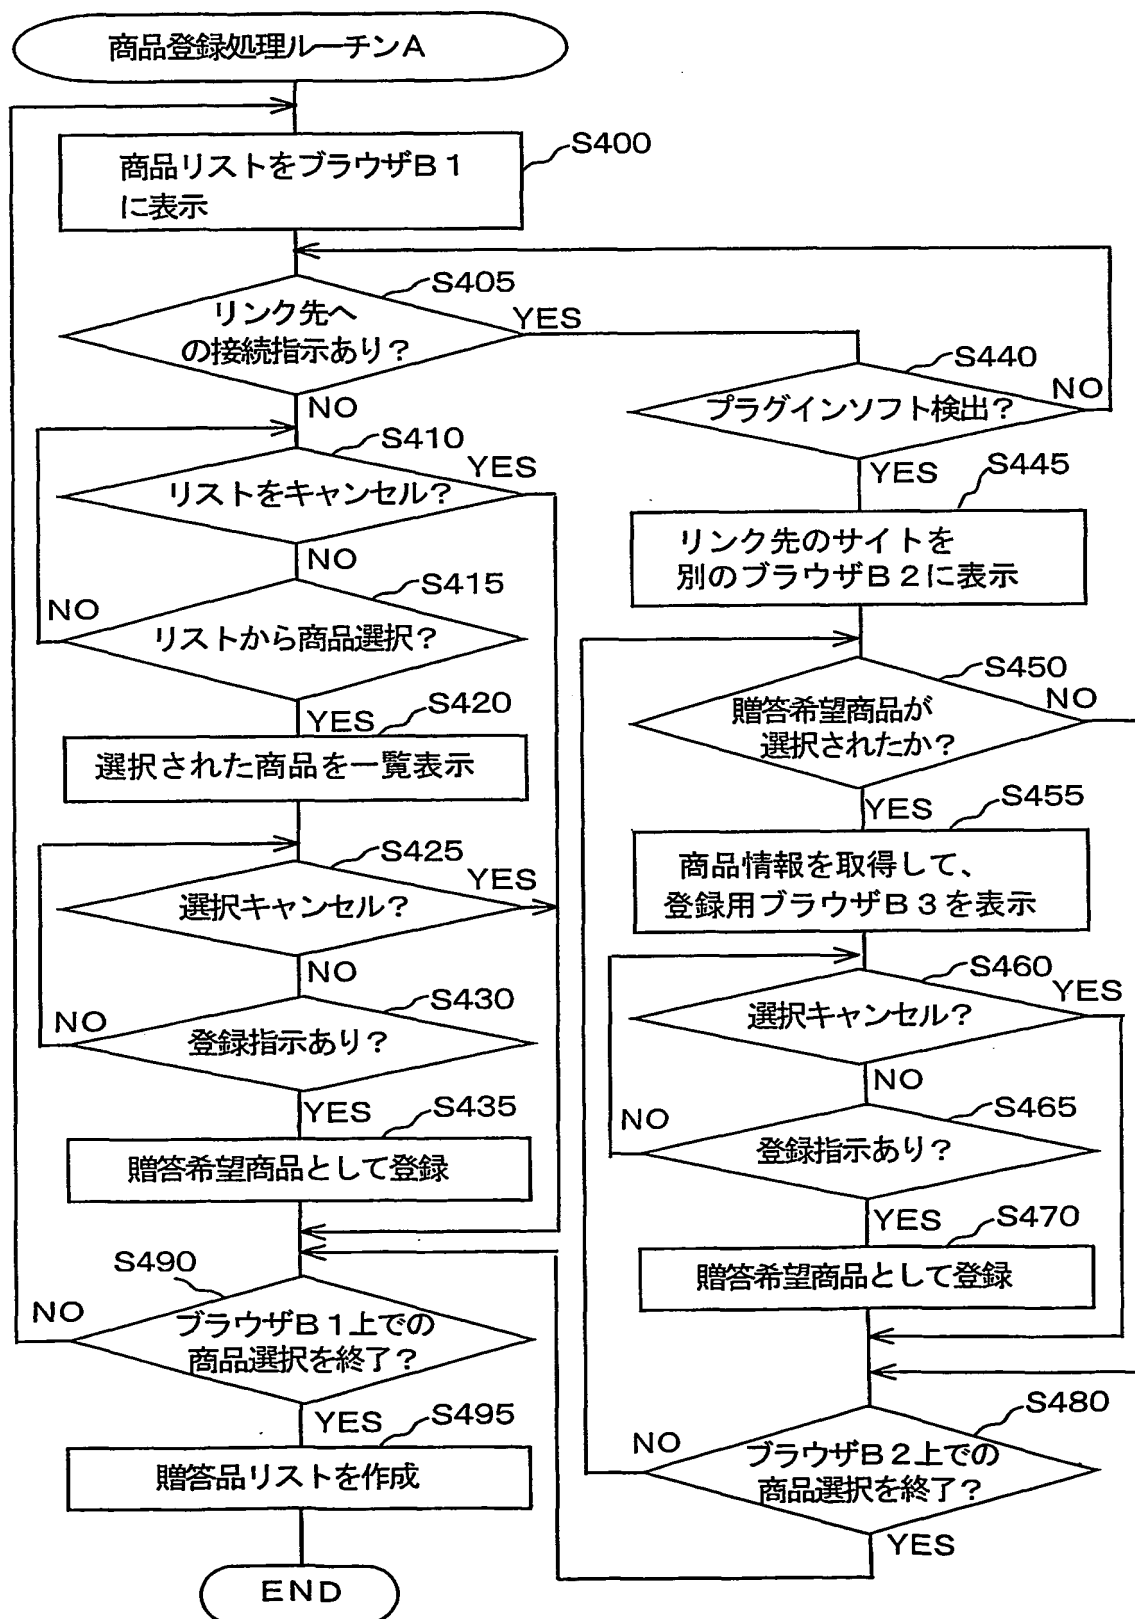 商品登録処理ルーチンA
商品リストをブラウザB1
に表示
S400
リンク先へ
の接続指示あり?
S405
YES
NO
リストをキャンセル?
S410
YES
NO
リストから商品選択?
S415
NO
YES
選択された商品を一覧表示
S420
選択キャンセル?
S425
YES
NO
登録指示あり?
S430
NO
YES
贈答希望商品として登録
S435
S490
ブラウザB1上での
商品選択を終了?
NO
YES
贈答品リストを作成
S495
END
プラグインソフト検出?
S440
NO
YES
リンク先のサイトを
別のブラウザB2に表示
S445
贈答希望商品が
選択されたか?
S450
NO
YES
商品情報を取得して、
登録用ブラウザB3を表示
S455
選択キャンセル?
S460
YES
NO
登録指示あり?
S465
NO
YES
贈答希望商品として登録
S470
ブラウザB2上での
商品選択を終了?
S480
NO
YES